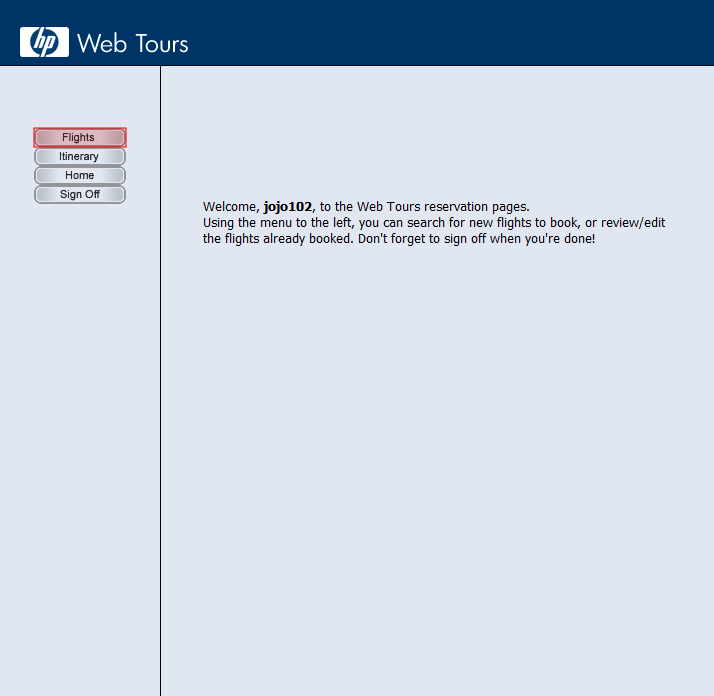 hp Web Tours
Flights
Itinerary
Home
Sign Off
Welcome, jojo102, to the Web Tours reservation pages.
Using the menu to the left, you can search for new flights to book, or review/edit
the flights already booked. Don't forget to sign off when you're done!